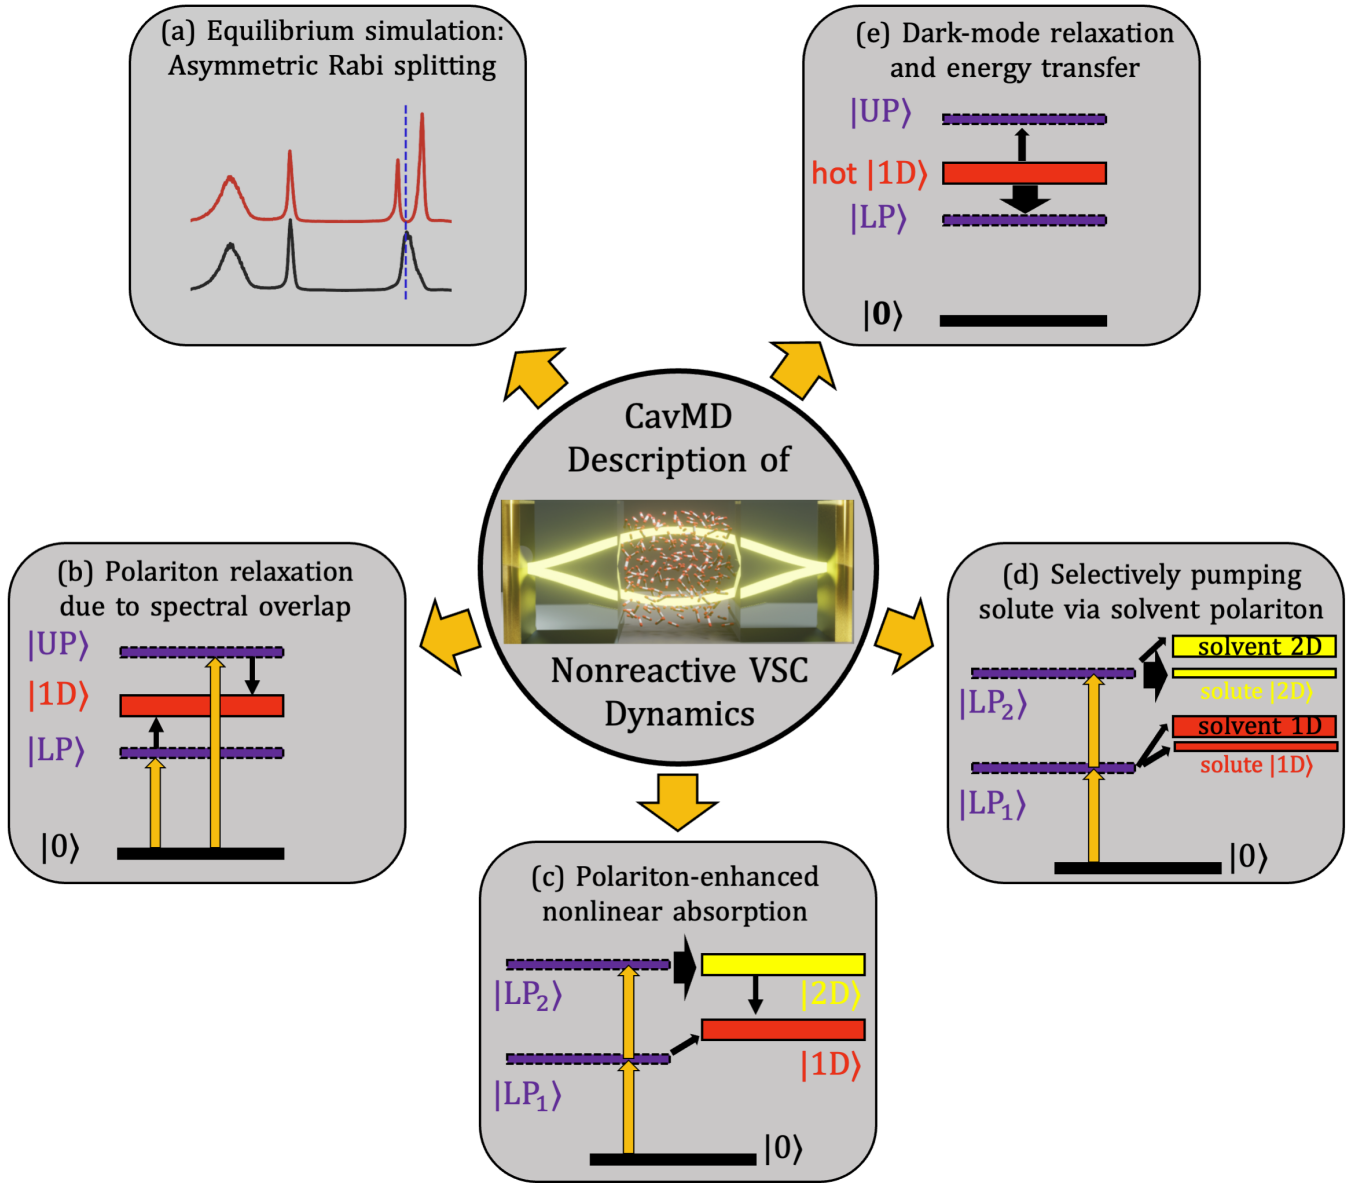 (a) Equilibrium simulation:
Asymmetric Rabi splitting
(e) Dark-mode relaxation
and energy transfer
|UP⟩
hot |1D⟩
|LP⟩
|0⟩
CavMD
Description of
Nonreactive VSC
Dynamics
(b) Polariton relaxation
due to spectral overlap
|UP⟩
|1D⟩
|LP⟩
|0⟩
(d) Selectively pumping
solute via solvent polariton
solvent 2D
solute |2D⟩
|LP₂⟩
solvent 1D
solute |1D⟩
|LP₁⟩
|0⟩
(c) Polariton-enhanced
nonlinear absorption
|LP₂⟩
|2D⟩
|1D⟩
|LP₁⟩
|0⟩